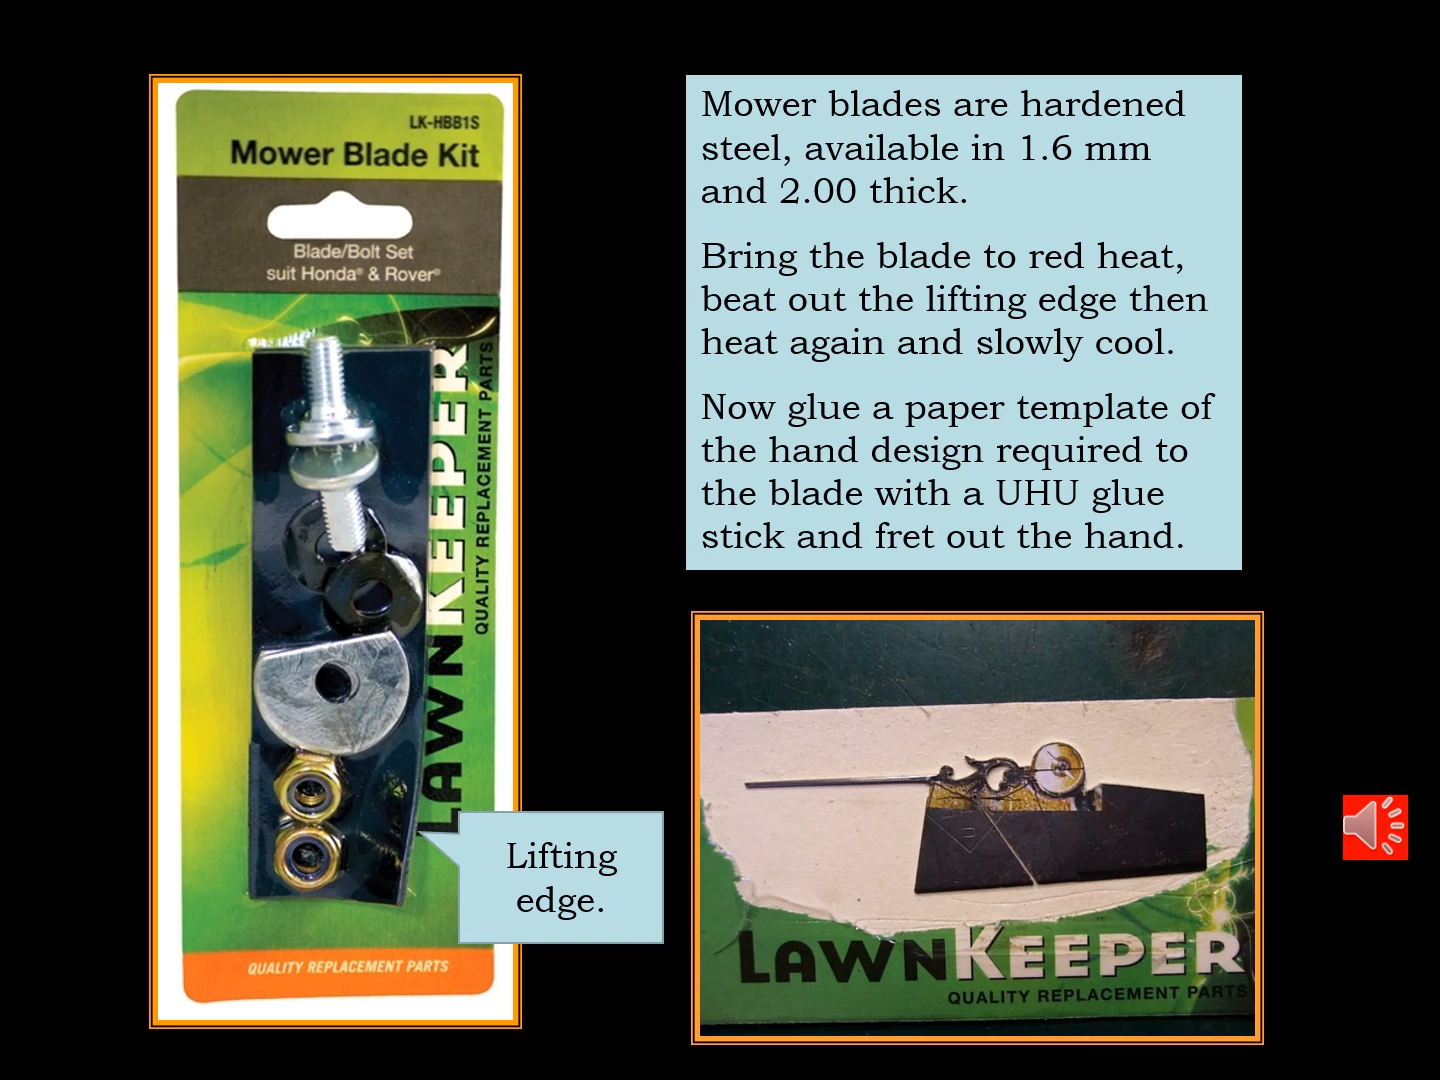 LK-HBB1S
Mower Blade Kit
Blade/Bolt Set
suit Honda® & Rover®
LAWNKEEPER
QUALITY REPLACEMENT PARTS
QUALITY REPLACEMENT PARTS
Lifting
edge.
Mower blades are hardened
steel, available in 1.6 mm
and 2.00 thick.
Bring the blade to red heat,
beat out the lifting edge then
heat again and slowly cool.
Now glue a paper template of
the hand design required to
the blade with a UHU glue
stick and fret out the hand.
LAWNKEEPER
QUALITY REPLACEMENT PARTS